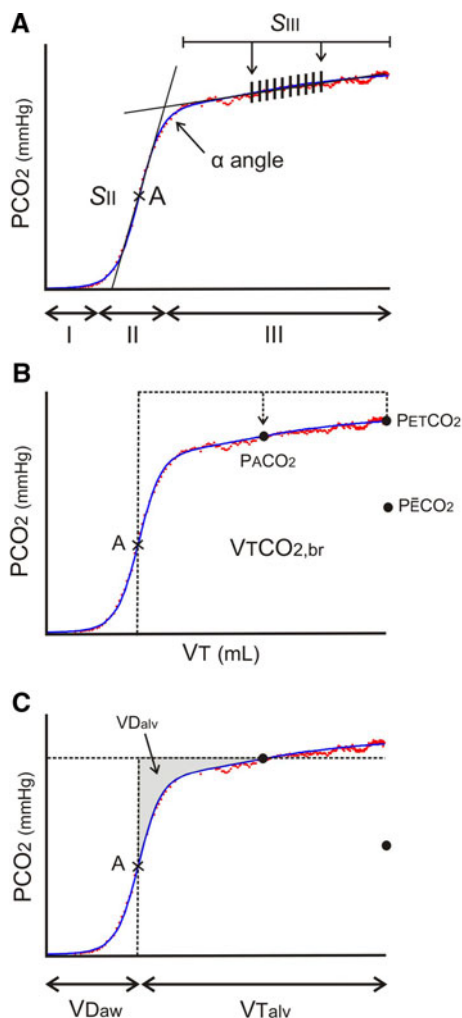 A
SIII
α angle
SII
A
PCO2 (mmHg)
I
II
III
B
PETCO2
PACO2
PĒCO2
A
VTCO2,br
PCO2 (mmHg)
VT (mL)
C
VDalv
A
PCO2 (mmHg)
VDaw
VTalv